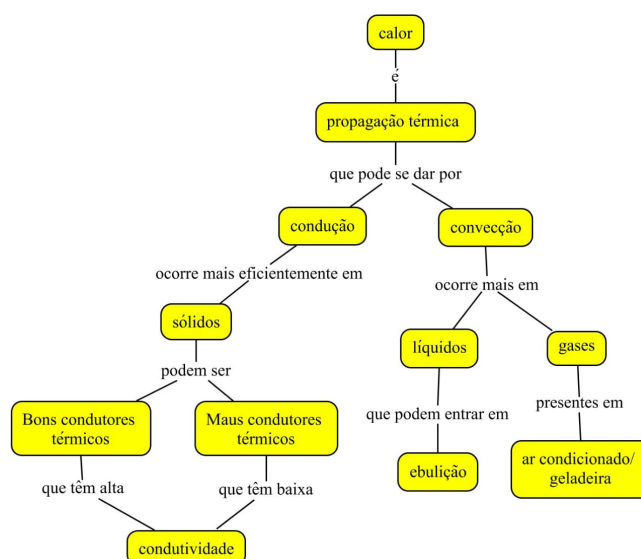 calor
é
propagação térmica
que pode se dar por
condução
convecção
ocorre mais eficientemente em
ocorre mais em
sólidos
líquidos
gases
podem ser
Bons condutores
térmicos
Maus condutores
térmicos
que podem entrar em
presentes em
ebulição
ar condicionado/
geladeira
que têm alta
que têm baixa
condutividade